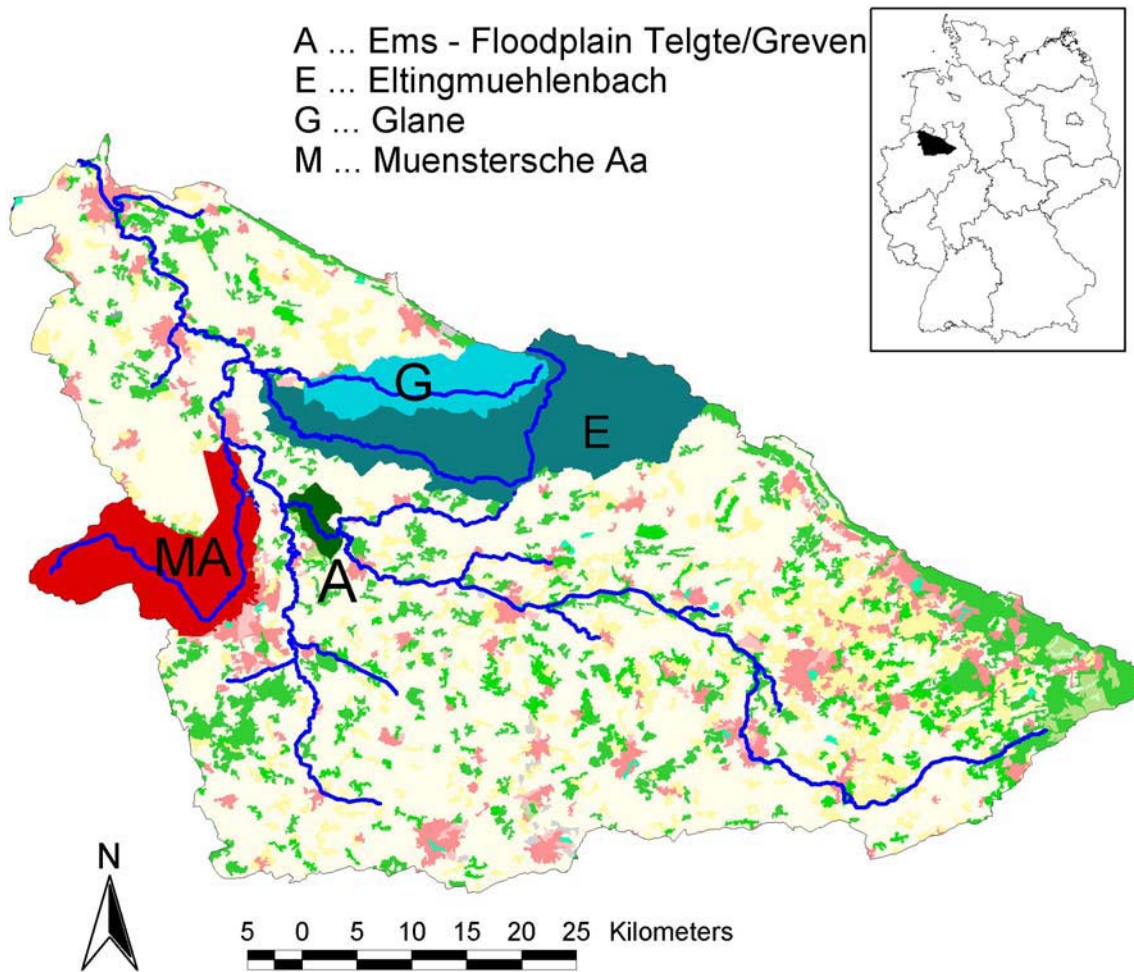 A ... Ems - Floodplain Telgte/Greven
E ... Eltingmuehlenbach
G ... Glane
M ... Muenstersche Aa
G
E
MA
A
N
5 0 5 10 15 20 25 Kilometers